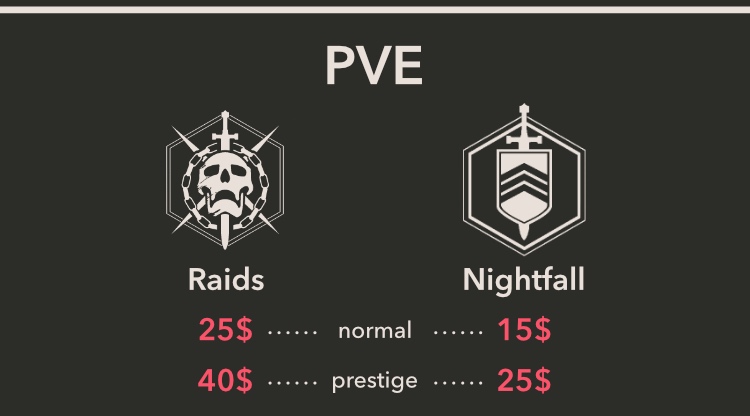 PVE
Raids Nightfall
25$ ...... normal ...... 15$
40$ ...... prestige ...... 25$